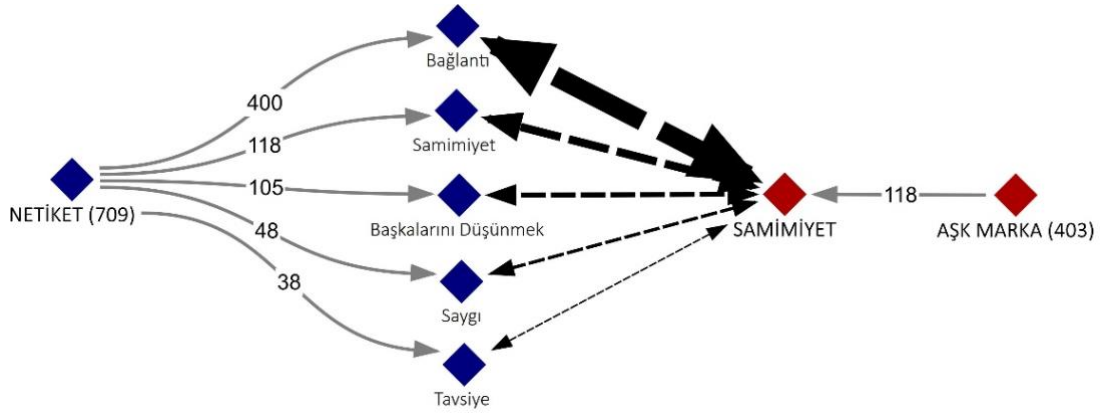 Bağlantı
400
118
Samimiyet
105
NETİKET (709)
Başkalarını Düşünmek
SAMİMİYET
118
AŞK MARKA (403)
48
38
Saygı
Tavsiye